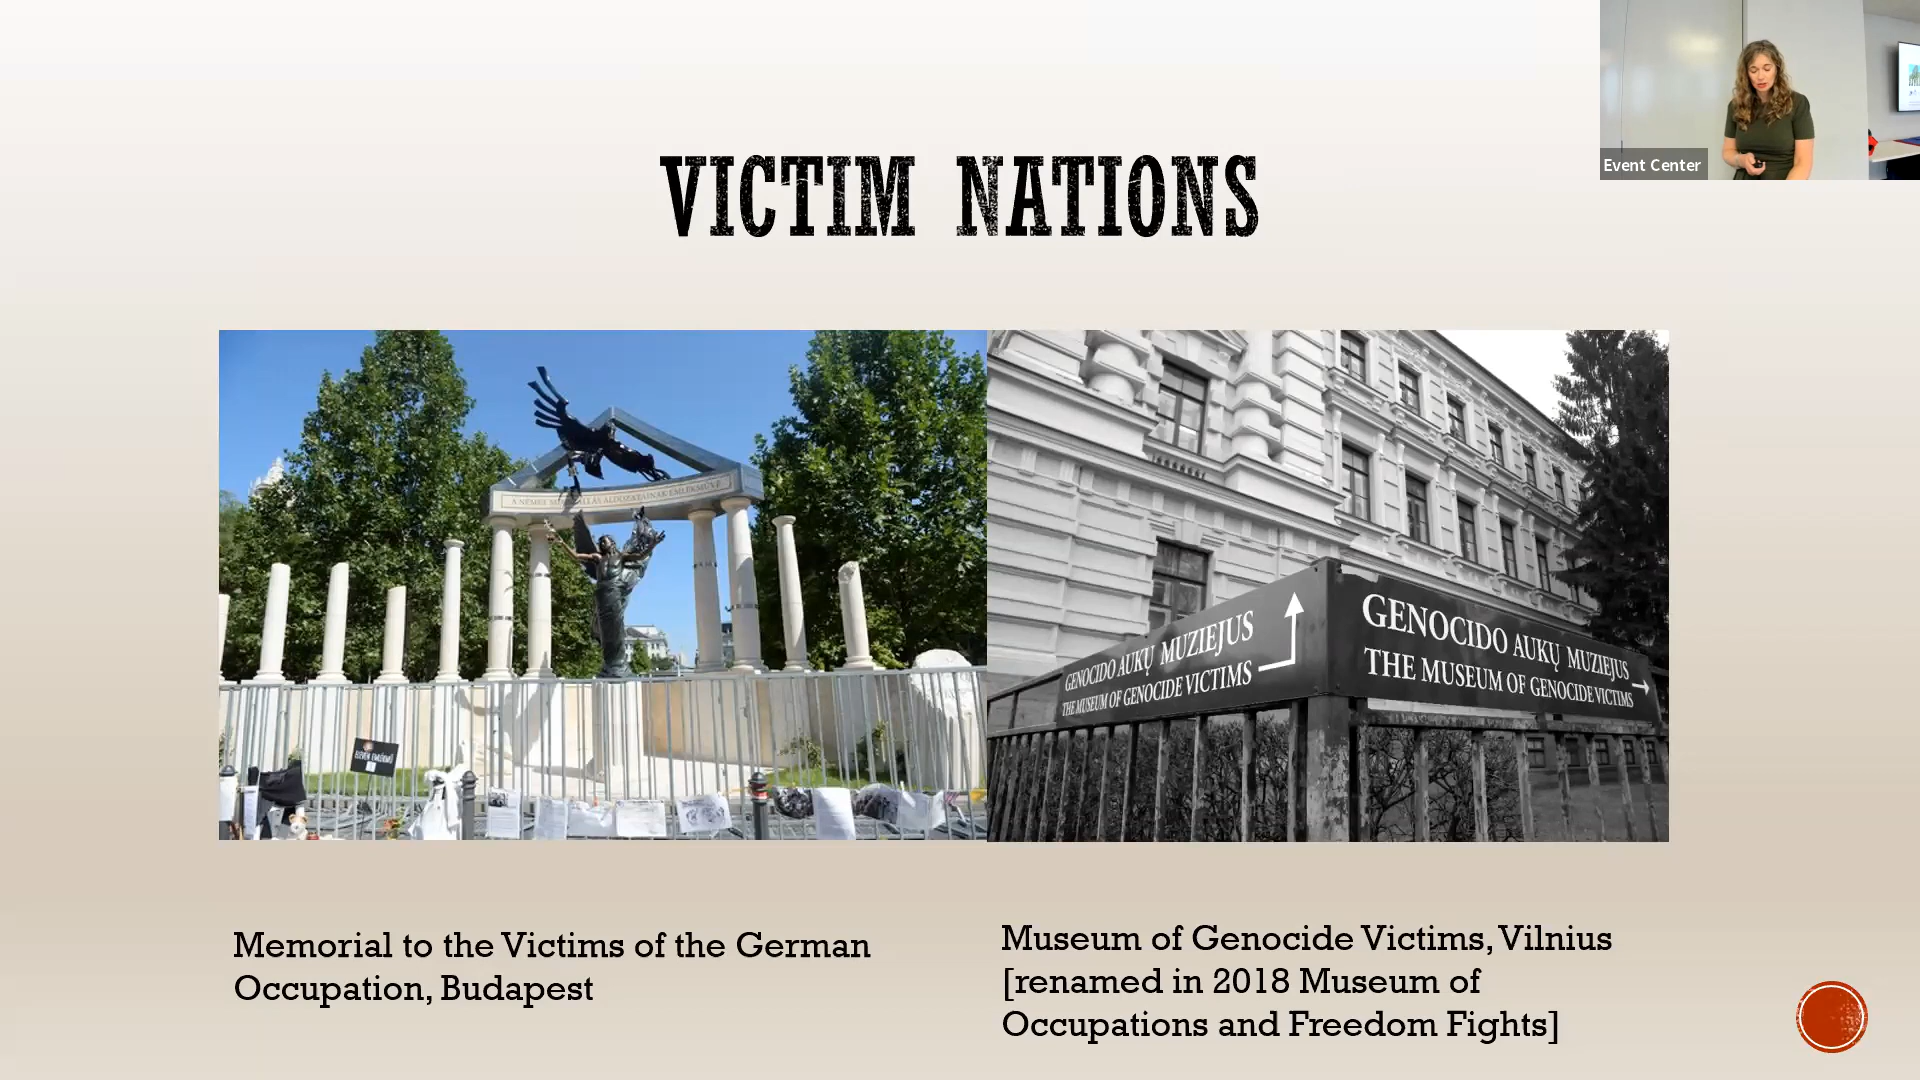 Event Center
VICTIM NATIONS
ELEVEN EMLÉKMŰ
GENOCIDO AUKŲ MUZIEJUS
THE MUSEUM OF GENOCIDE VICTIMS
GENOCIDO AUKŲ MUZIEJUS
THE MUSEUM OF GENOCIDE VICTIMS
Memorial to the Victims of the German
Occupation, Budapest
Museum of Genocide Victims, Vilnius
[renamed in 2018 Museum of
Occupations and Freedom Fights]